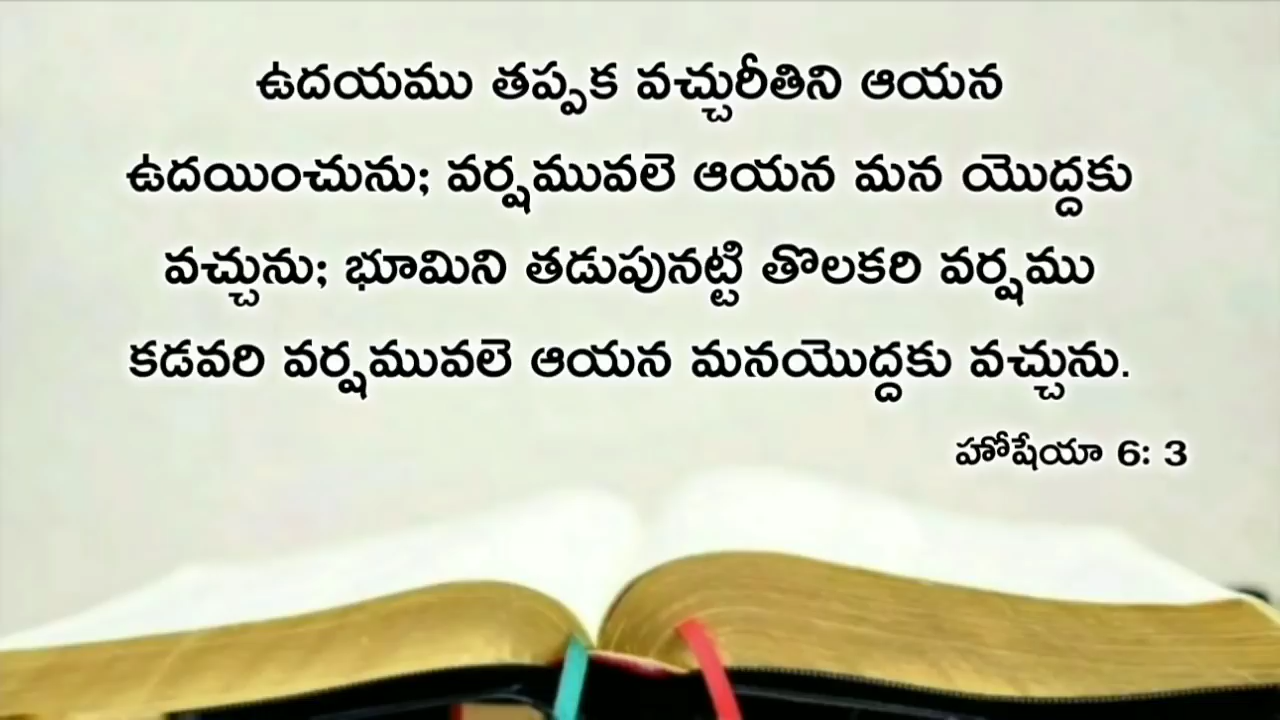 ఉదయము తప్పక వచ్చురీతిని ఆయన
ఉదయించును; వర్షమువలె ఆయన మన యొద్దకు
వచ్చును; భూమిని తడుపునట్టి తొలకరి వర్షము
కడవరి వర్షమువలె ఆయన మనయొద్దకు వచ్చును.
హోషేయా 6: 3